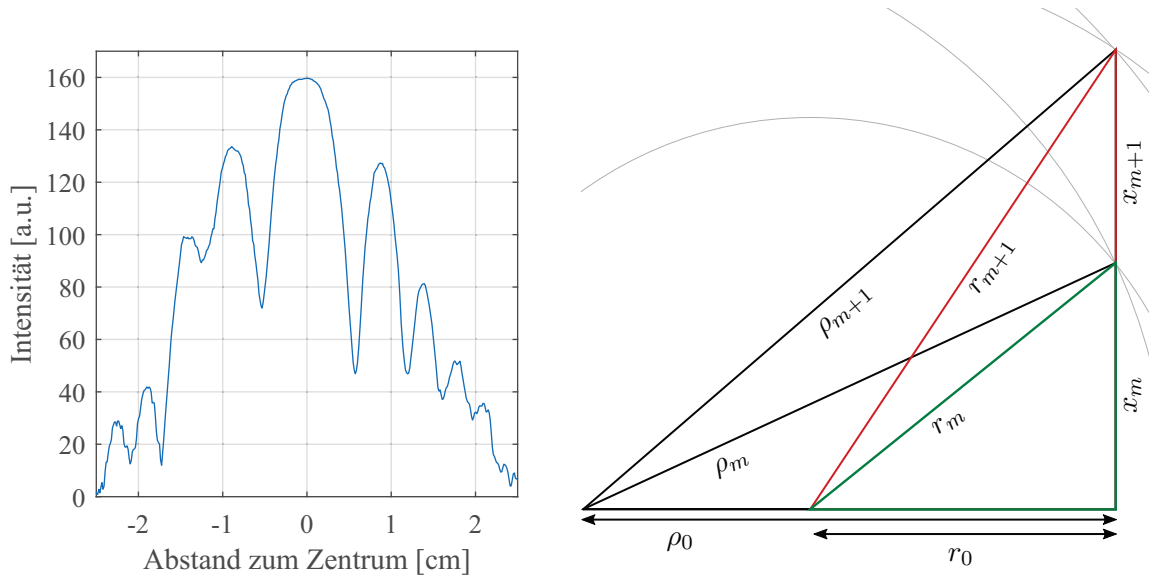 Intensität [a.u.]
160
140
120
100
80
60
40
20
0
-2
-1
0
1
2
Abstand zum Zentrum [cm]
ρₘ₊₁
rₘ₊₁
xₘ₊₁
ρₘ
rₘ
xₘ
ρ₀
r₀